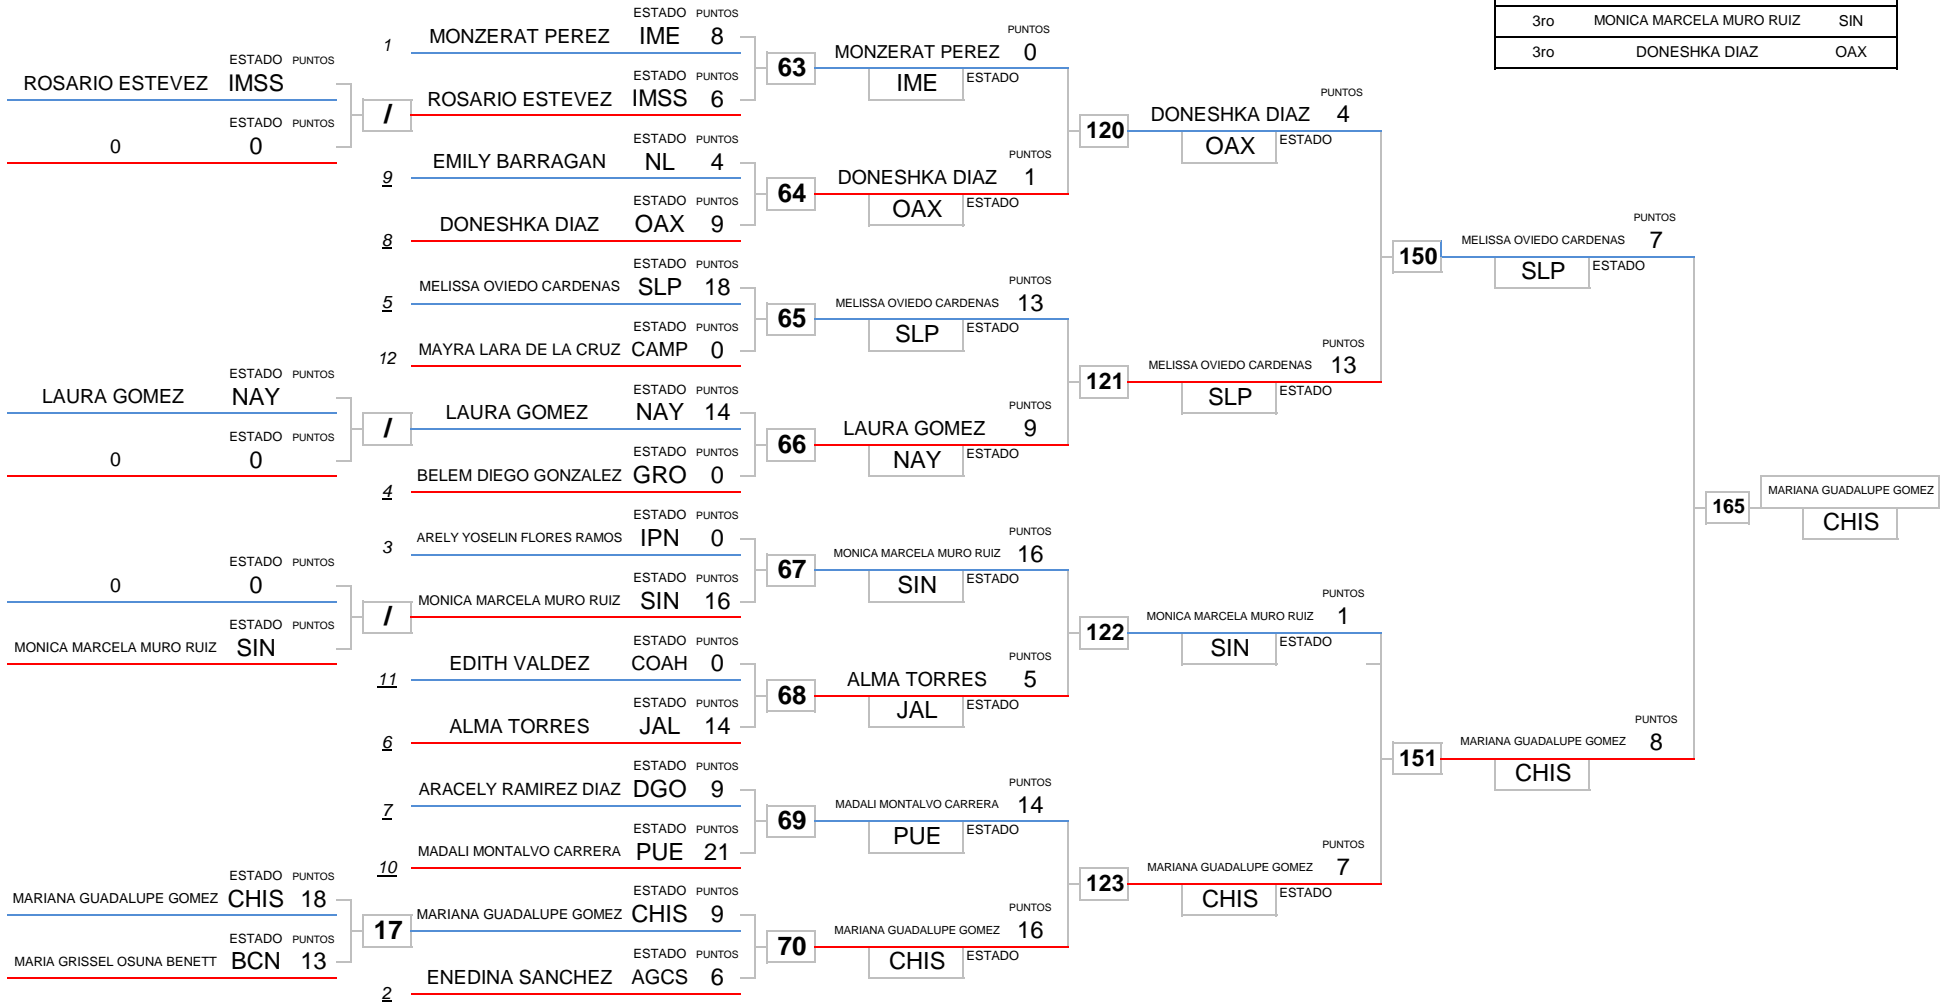 3ro MONICA MARCELA MURO RUIZ SIN
3ro DONESHKA DIAZ OAX
ESTADO PUNTOS
ROSARIO ESTEVEZ IMSS
ESTADO PUNTOS
0 0
/
ESTADO PUNTOS
LAURA GOMEZ NAY
ESTADO PUNTOS
0 0
/
ESTADO PUNTOS
0 0
ESTADO PUNTOS
MONICA MARCELA MURO RUIZ SIN
/
ESTADO PUNTOS
MARIANA GUADALUPE GOMEZ CHIS 18
ESTADO PUNTOS
MARIA GRISSEL OSUNA BENETT BCN 13
17
ESTADO PUNTOS
1 MONZERAT PEREZ IME 8
ESTADO PUNTOS
ROSARIO ESTEVEZ IMSS 6
63
ESTADO PUNTOS
9 EMILY BARRAGAN NL 4
ESTADO PUNTOS
8 DONESHKA DIAZ OAX 9
64
ESTADO PUNTOS
5 MELISSA OVIEDO CARDENAS SLP 18
ESTADO PUNTOS
12 MAYRA LARA DE LA CRUZ CAMP 0
65
ESTADO PUNTOS
LAURA GOMEZ NAY 14
ESTADO PUNTOS
4 BELEM DIEGO GONZALEZ GRO 0
66
ESTADO PUNTOS
3 ARELY YOSELIN FLORES RAMOS IPN 0
ESTADO PUNTOS
MONICA MARCELA MURO RUIZ SIN 16
67
ESTADO PUNTOS
11 EDITH VALDEZ COAH 0
ESTADO PUNTOS
6 ALMA TORRES JAL 14
68
ESTADO PUNTOS
7 ARACELY RAMIREZ DIAZ DGO 9
ESTADO PUNTOS
10 MADALI MONTALVO CARRERA PUE 21
69
ESTADO PUNTOS
MARIANA GUADALUPE GOMEZ CHIS 9
ESTADO PUNTOS
2 ENEDINA SANCHEZ AGCS 6
70
PUNTOS
MONZERAT PEREZ 0
IME ESTADO
PUNTOS
DONESHKA DIAZ 1
OAX ESTADO
120
PUNTOS
MELISSA OVIEDO CARDENAS 13
SLP ESTADO
PUNTOS
LAURA GOMEZ 9
NAY ESTADO
121
PUNTOS
MONICA MARCELA MURO RUIZ 16
SIN ESTADO
PUNTOS
ALMA TORRES 5
JAL ESTADO
122
PUNTOS
MADALI MONTALVO CARRERA 14
PUE ESTADO
PUNTOS
MARIANA GUADALUPE GOMEZ 16
CHIS ESTADO
123
PUNTOS
DONESHKA DIAZ 4
OAX ESTADO
PUNTOS
MELISSA OVIEDO CARDENAS 13
SLP ESTADO
150
PUNTOS
MONICA MARCELA MURO RUIZ 1
SIN ESTADO
PUNTOS
MARIANA GUADALUPE GOMEZ 7
CHIS ESTADO
151
PUNTOS
MELISSA OVIEDO CARDENAS 7
SLP ESTADO
PUNTOS
MARIANA GUADALUPE GOMEZ 8
CHIS
165
MARIANA GUADALUPE GOMEZ
CHIS